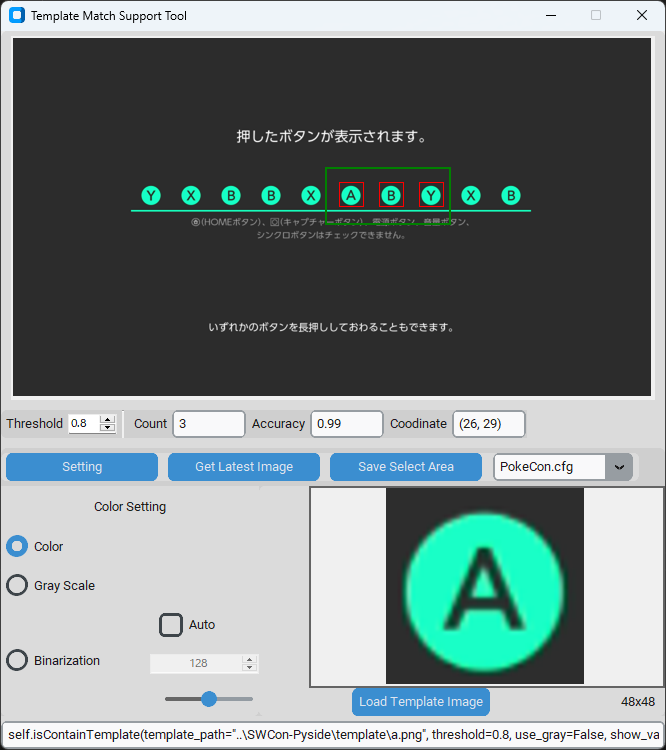 Template Match Support Tool
押したボタンが表示されます。
Y X B B X A B Y X B
(HOMEボタン)、(キャプチャーボタン)、電源ボタン、音量ボタン、
シンクロボタンはチェックできません。
いずれかのボタンを長押ししておわることもできます。
Threshold 0.8 Count 3 Accuracy 0.99 Coodinate (26, 29)
Setting Get Latest Image Save Select Area PokeCon.cfg
Color Setting
Color
Gray Scale
Auto
Binarization 128
A
Load Template Image 48x48
self.isContainTemplate(template_path="..\SWCon-Pyside\template\a.png", threshold=0.8, use_gray=False, show_va